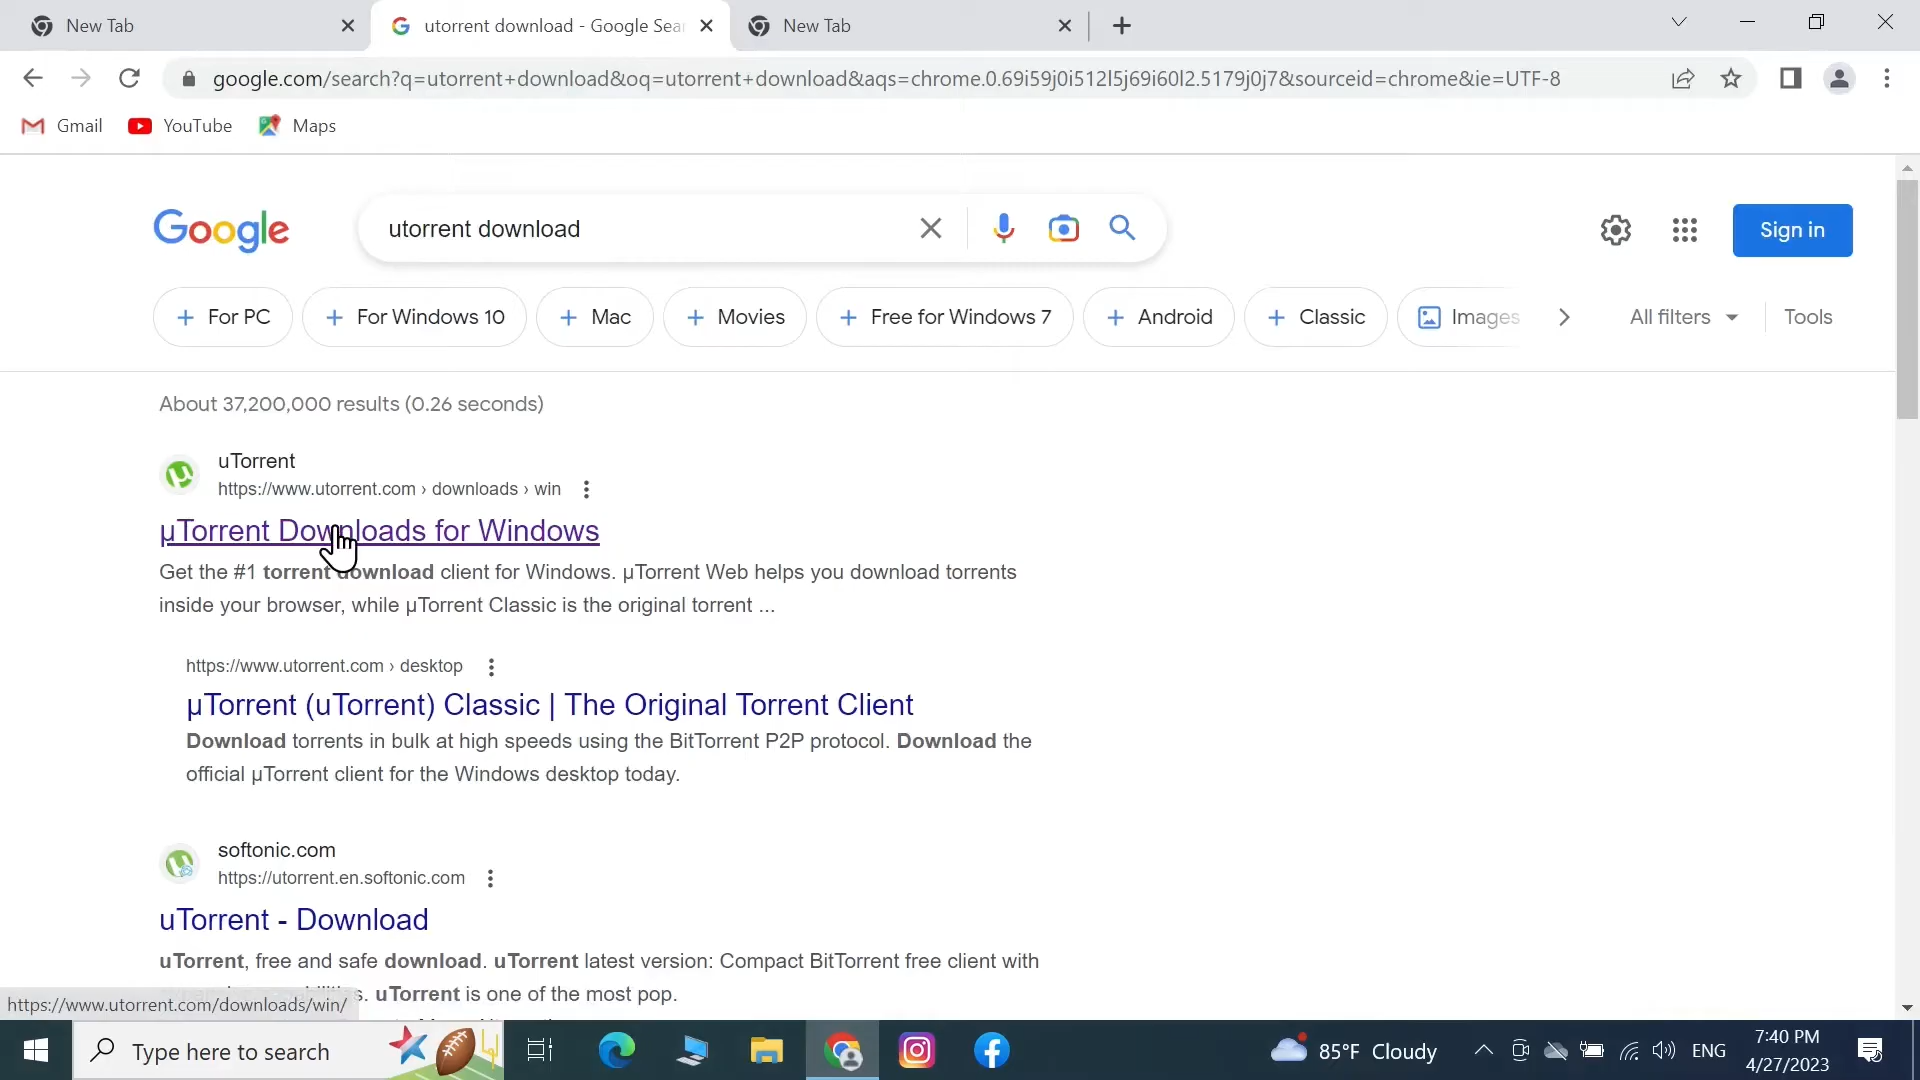 New Tab
utorrent download - Google Sear
New Tab
google.com/search?q=utorrent+download&oq=utorrent+download&aqs=chrome.0.69i59j0i512l5j69i60l2.5179j0j7&sourceid=chrome&ie=UTF-8
Gmail
YouTube
Maps
Google
utorrent download
Sign in
For PC
For Windows 10
Mac
Movies
Free for Windows 7
Android
Classic
Images
All filters
Tools
About 37,200,000 results (0.26 seconds)
uTorrent
https://www.utorrent.com › downloads › win
µTorrent Downloads for Windows
Get the #1 torrent download client for Windows. µTorrent Web helps you download torrents
inside your browser, while µTorrent Classic is the original torrent ...
https://www.utorrent.com › desktop
µTorrent (uTorrent) Classic | The Original Torrent Client
Download torrents in bulk at high speeds using the BitTorrent P2P protocol. Download the
official µTorrent client for the Windows desktop today.
softonic.com
https://utorrent.en.softonic.com
uTorrent - Download
uTorrent, free and safe download. uTorrent latest version: Compact BitTorrent free client with
uTorrent is one of the most pop.
https://www.utorrent.com/downloads/win/
Type here to search
85°F Cloudy
ENG
7:40 PM
4/27/2023